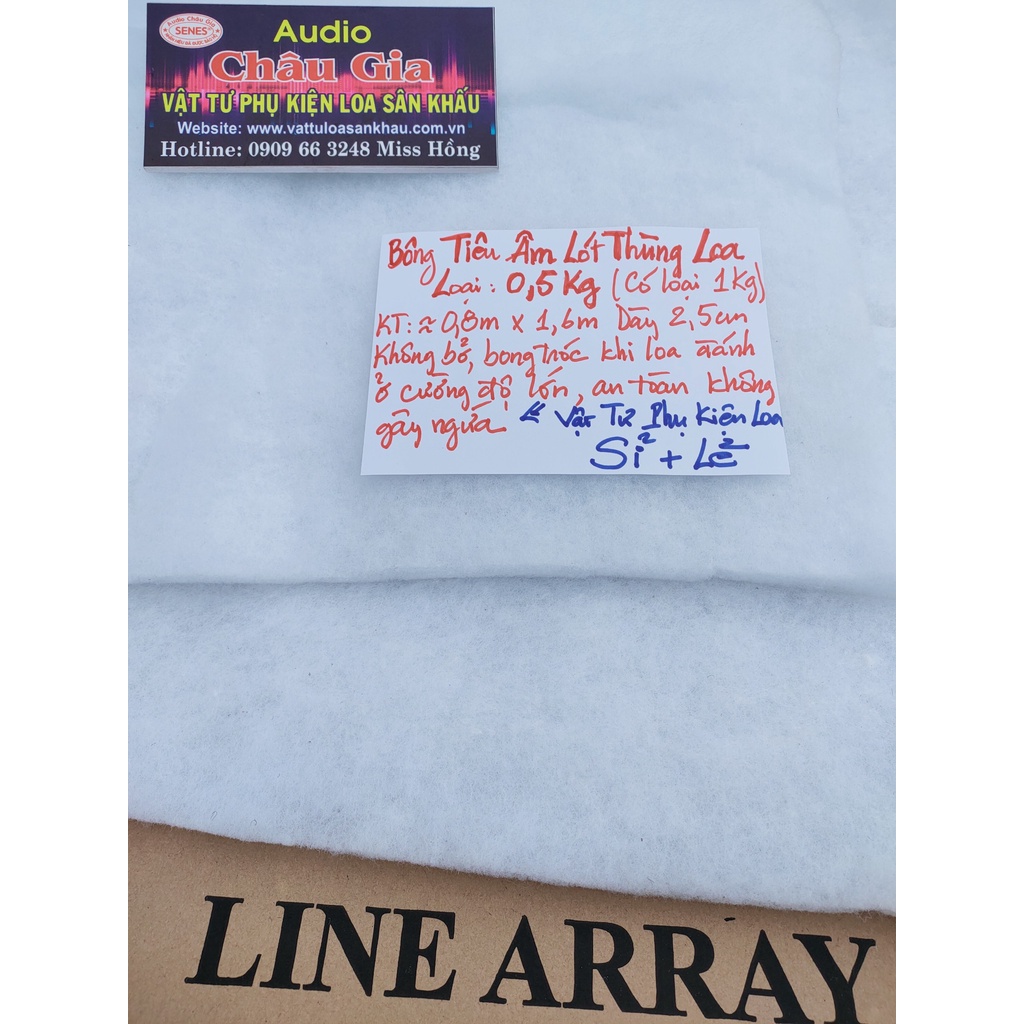 Audio Châu Gia
SENES
Audio
Châu Gia
VẬT TƯ PHỤ KIỆN LOA SÂN KHẤU
Website: www.vattuloasankhau.com.vn
Hotline: 0909 66 3248 Miss Hồng
Bông Tiêu Âm Lót Thùng Loa
Loại: 0,5 Kg (Có loại 1 Kg)
KT: ≈ 0,8m x 1,6m Dày 2,5cm
Không bở, bong tróc khi loa đánh
ở cường độ lớn, an toàn không
gây ngứa
Vật Tư Phụ Kiện Loa
Sỉ + Lẻ
LINE ARRAY